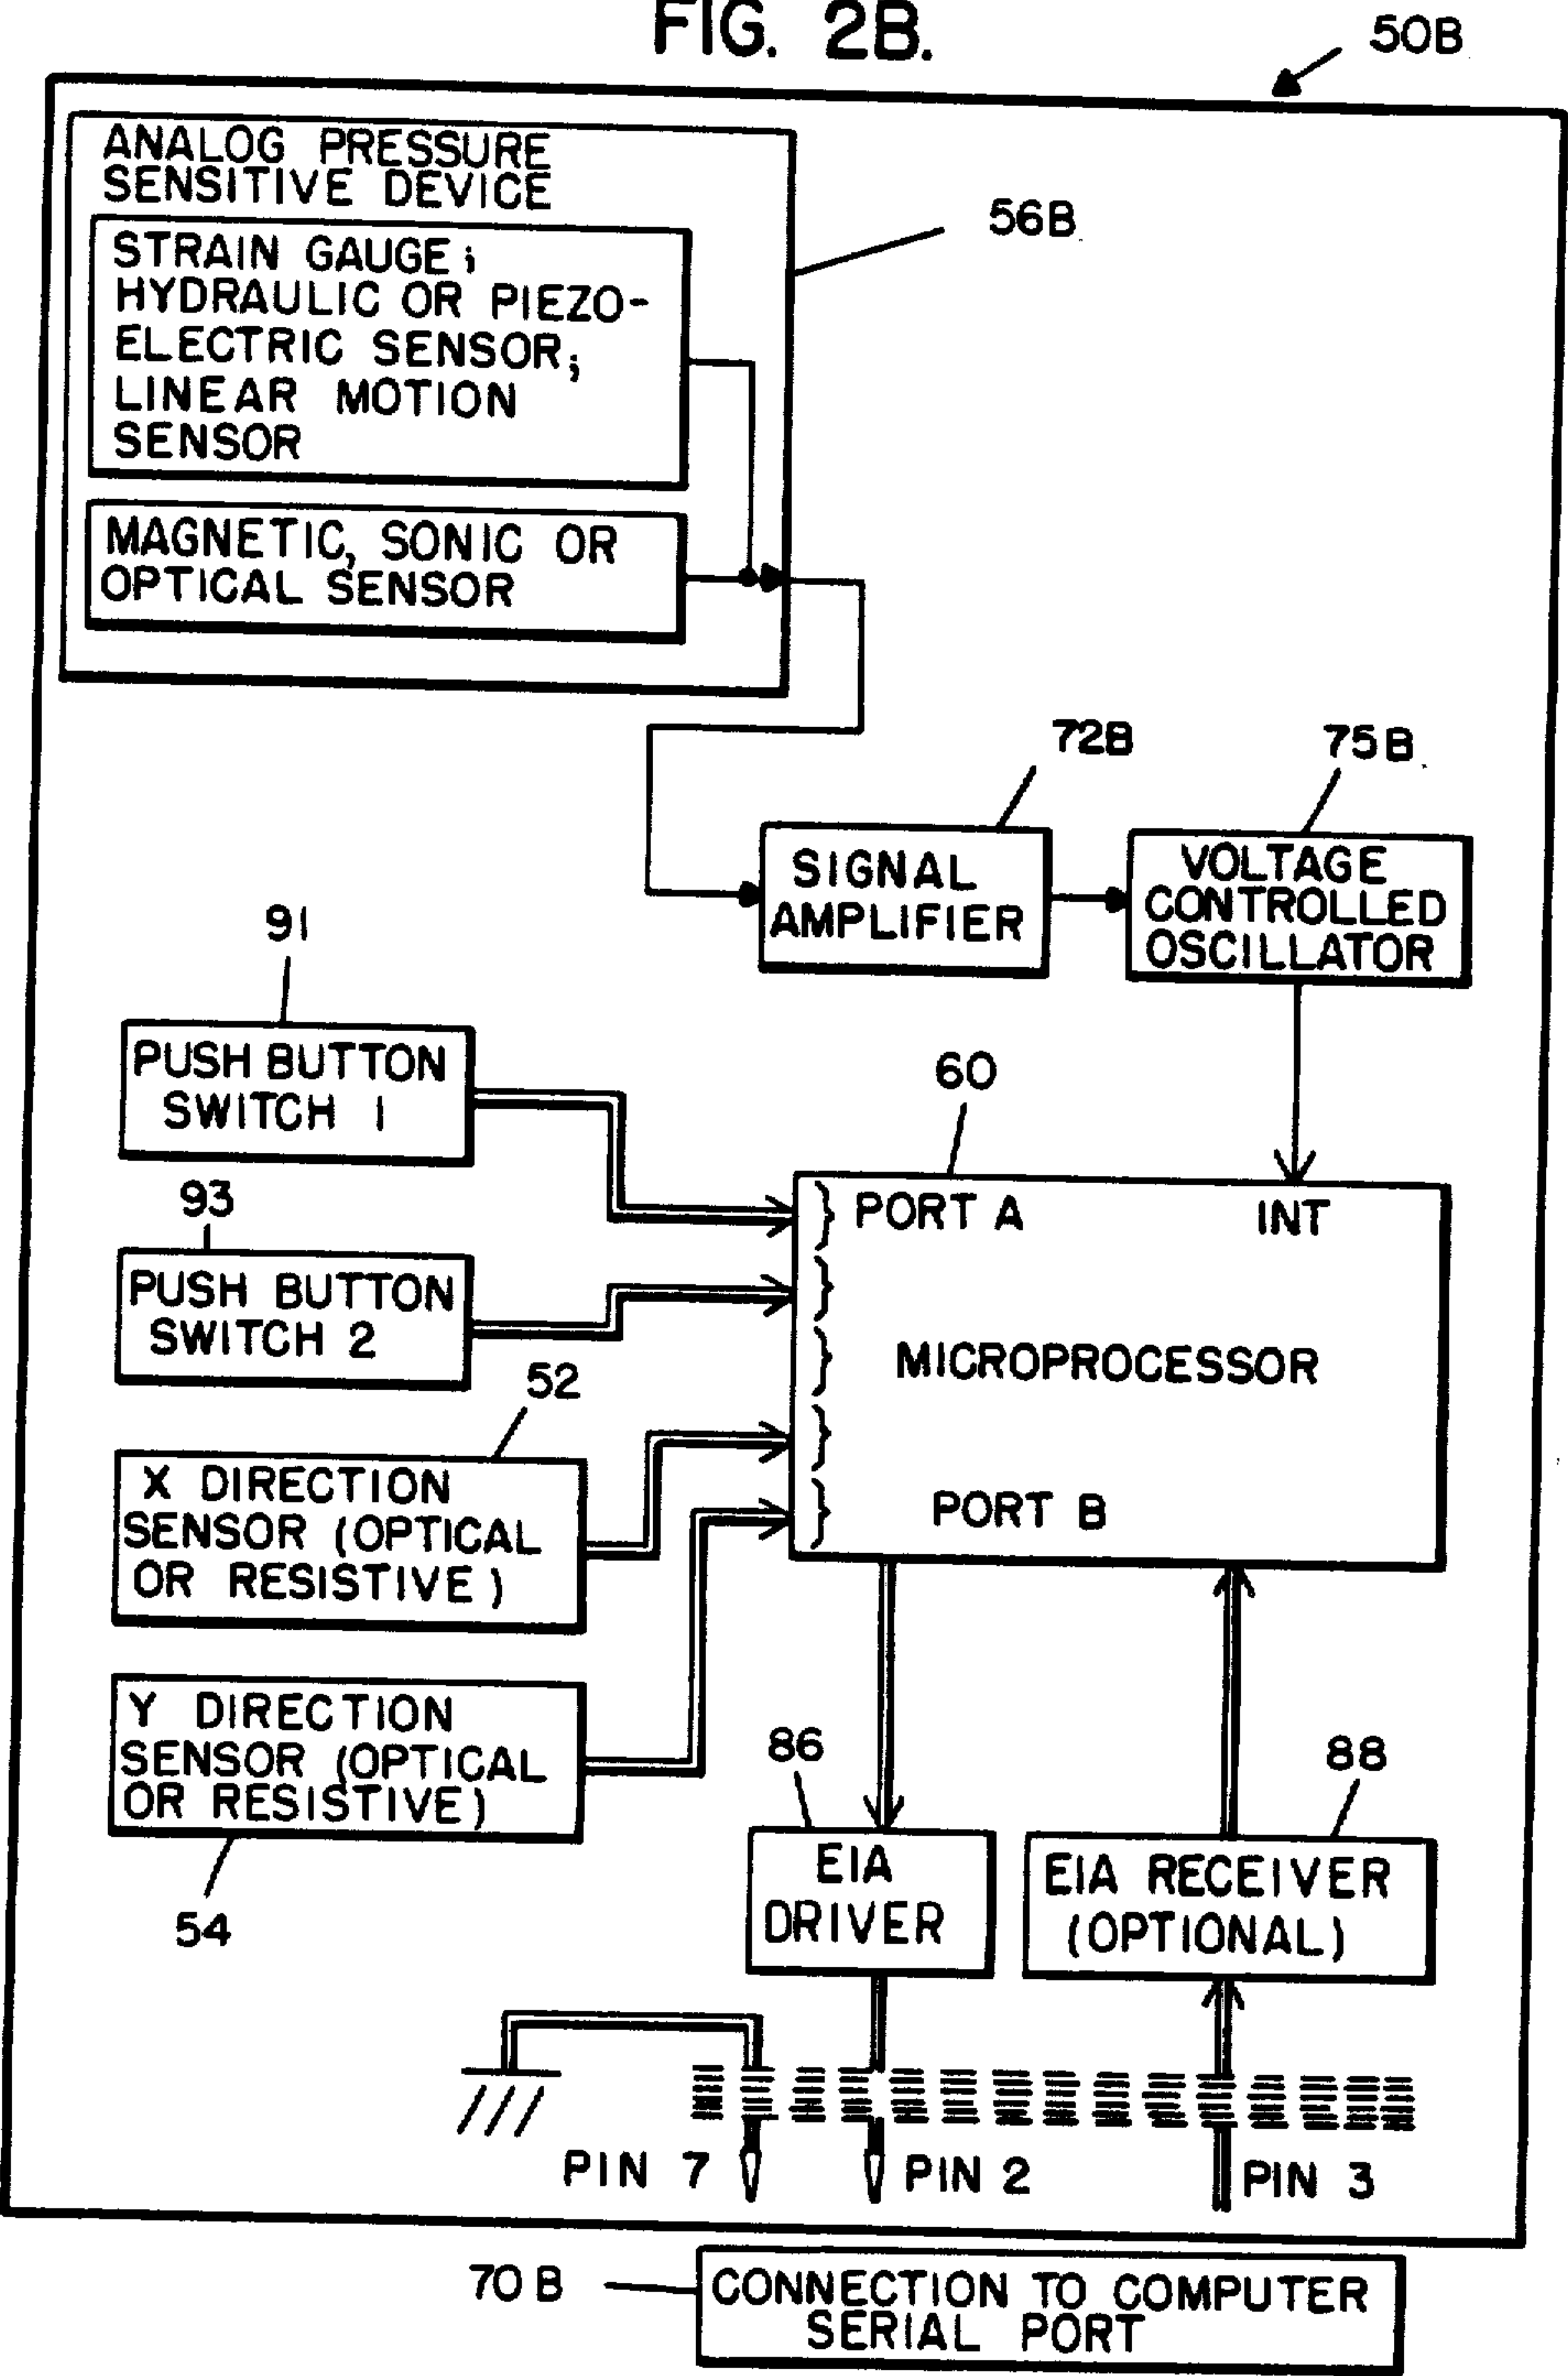 FIG. 2B.
50B
ANALOG PRESSURE
SENSITIVE DEVICE
56B
STRAIN GAUGE;
HYDRAULIC OR PIEZO-
ELECTRIC SENSOR;
LINEAR MOTION
SENSOR
MAGNETIC, SONIC OR
OPTICAL SENSOR
72B
75B
SIGNAL
AMPLIFIER
VOLTAGE
CONTROLLED
OSCILLATOR
91
PUSH BUTTON
SWITCH 1
60
93
PORT A
INT
PUSH BUTTON
SWITCH 2
MICROPROCESSOR
52
X DIRECTION
SENSOR (OPTICAL
OR RESISTIVE)
PORT B
Y DIRECTION
SENSOR (OPTICAL
OR RESISTIVE)
54
86
88
EIA
DRIVER
EIA RECEIVER
(OPTIONAL)
PIN 7
PIN 2
PIN 3
70B
CONNECTION TO COMPUTER
SERIAL PORT